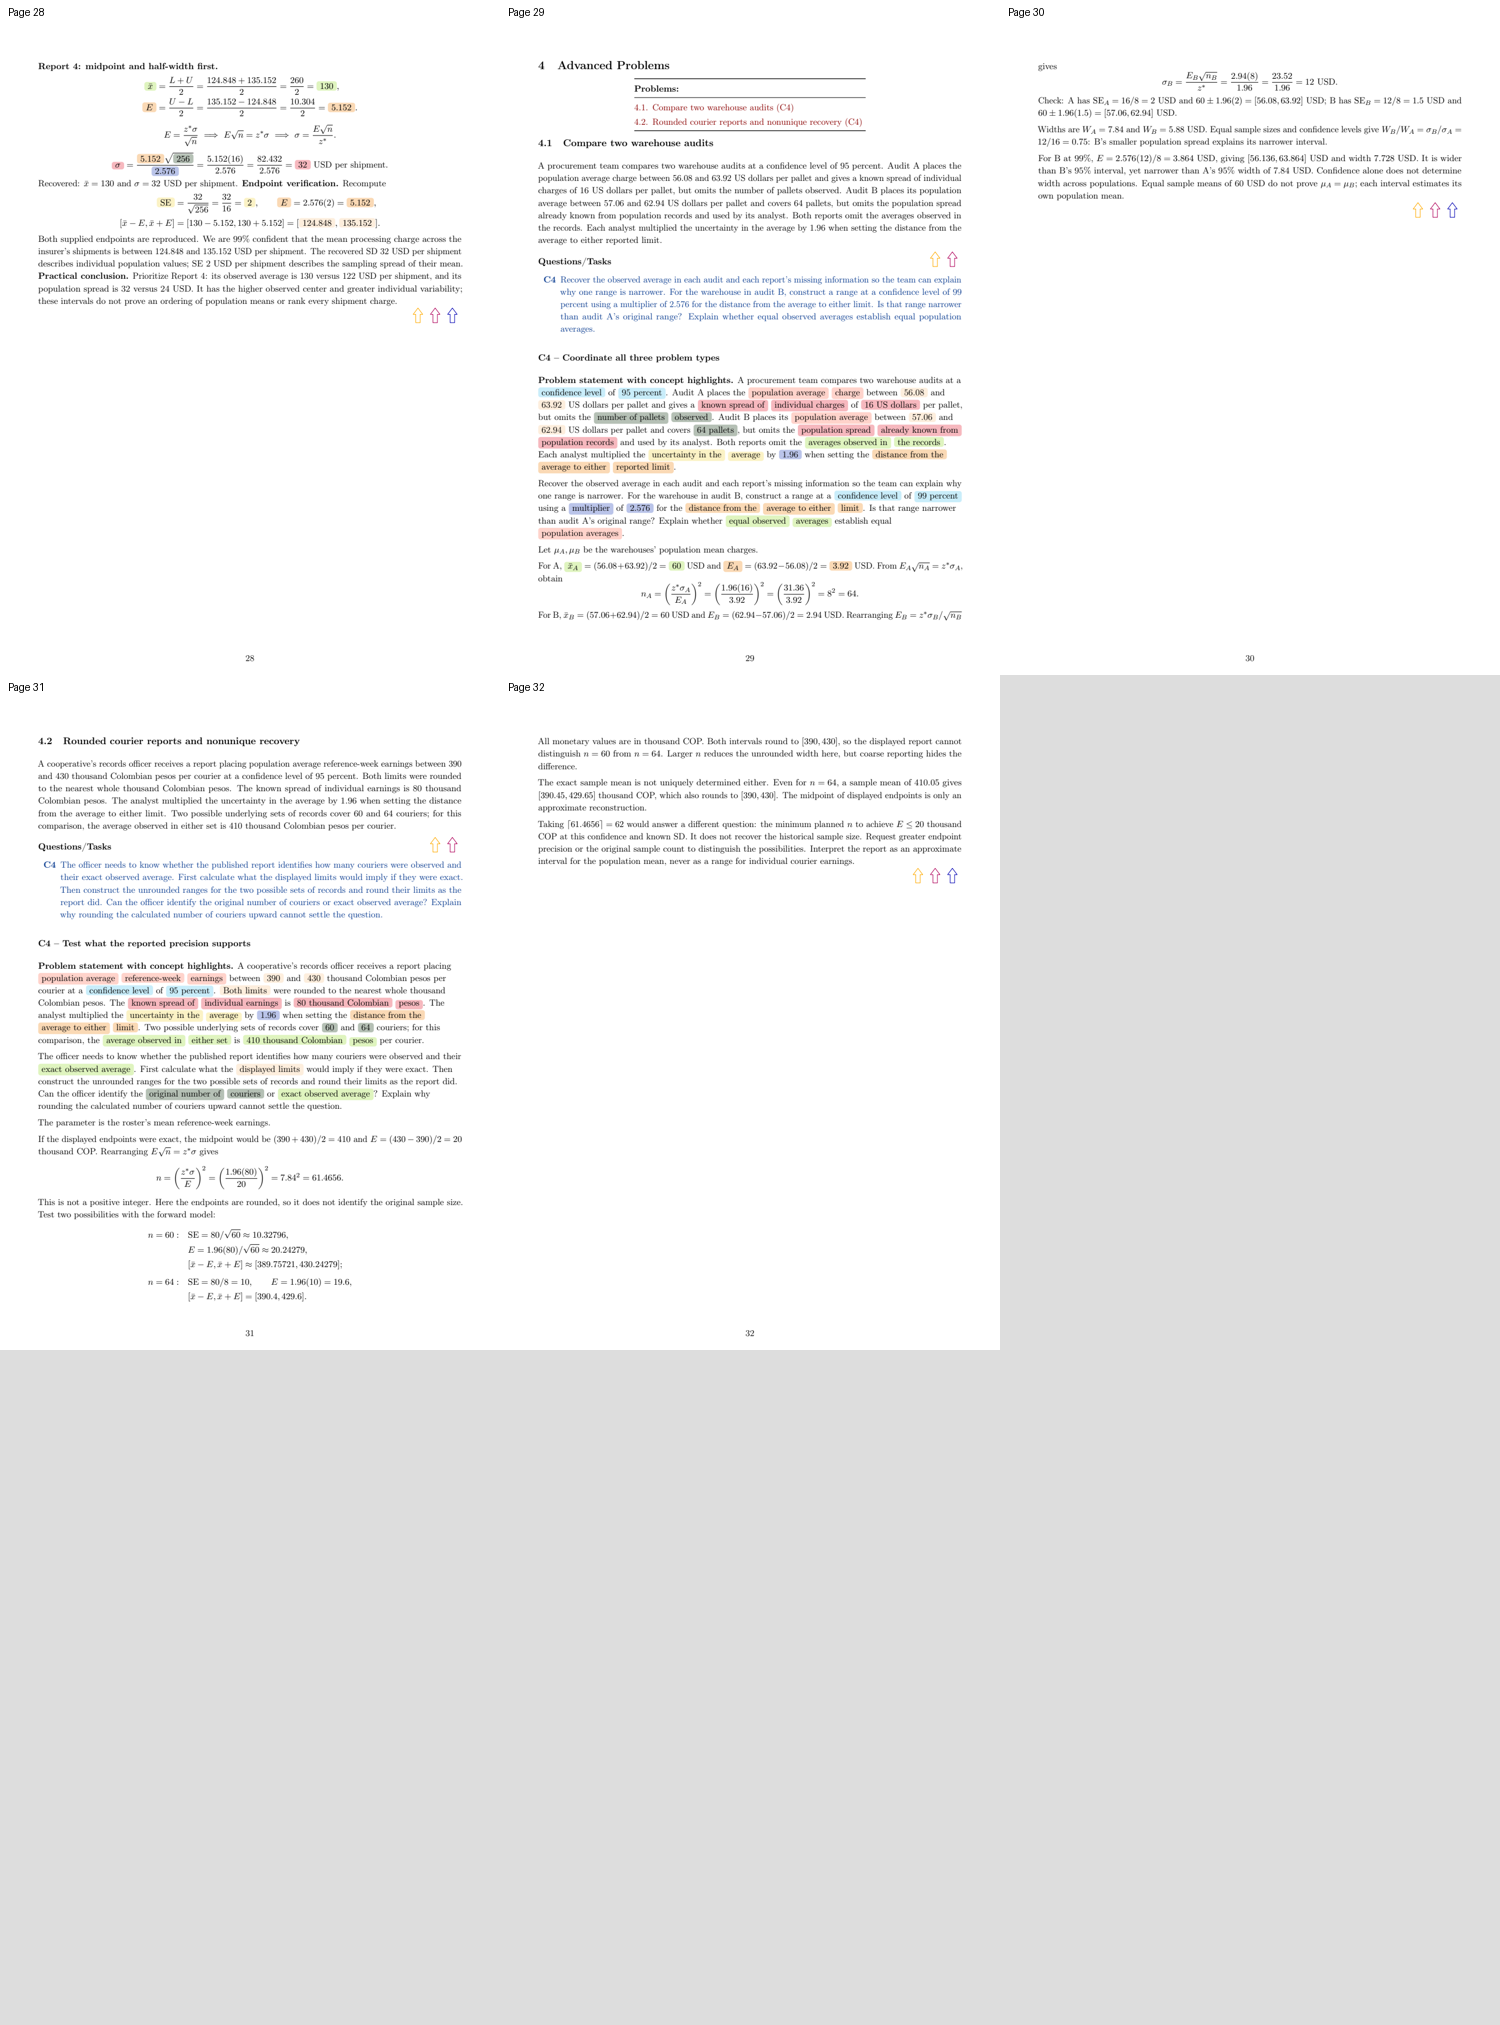 Page 28
Report 4: midpoint and half-width first.
x̄ = (L + U)/2 = (124.848 + 135.152)/2 = 260/2 = 130,
E = (U − L)/2 = (135.152 − 124.848)/2 = 10.304/2 = 5.152.
E = z*σ/√n ⟹ E√n = z*σ ⟹ σ = E√n/z*.
σ = 5.152√256/2.576 = 5.152(16)/2.576 = 82.432/2.576 = 32 USD per shipment.
Recovered: x̄ = 130 and σ = 32 USD per shipment. Endpoint verification. Recompute
SE = 32/√256 = 32/16 = 2, E = 2.576(2) = 5.152,
[x̄ − E, x̄ + E] = [130 − 5.152, 130 + 5.152] = [124.848, 135.152].
Both supplied endpoints are reproduced. We are 99% confident that the mean processing charge across the
insurer's shipments is between 124.848 and 135.152 USD per shipment. The recovered SD 32 USD per shipment
describes individual population values; SE 2 USD per shipment describes the sampling spread of their mean.
Practical conclusion. Prioritize Report 4: its observed average is 130 versus 122 USD per shipment, and its
population spread is 32 versus 24 USD. It has the higher observed center and greater individual variability;
these intervals do not prove an ordering of population means or rank every shipment charge.
⇧ ⇧ ⇧
28
Page 29
4 Advanced Problems
Problems:
4.1. Compare two warehouse audits (C4)
4.2. Rounded courier reports and nonunique recovery (C4)
4.1 Compare two warehouse audits
A procurement team compares two warehouse audits at a confidence level of 95 percent. Audit A places the
population average charge between 56.08 and 63.92 US dollars per pallet and gives a known spread of individual
charges of 16 US dollars per pallet, but omits the number of pallets observed. Audit B places its population
average between 57.06 and 62.94 USD per pallet and covers 64 pallets, but omits the population spread
already known from population records and used by its analyst. Both reports omit the averages observed in
the records. Each analyst multiplied the uncertainty in the average by 1.96 when setting the distance from the
average to either reported limit.
Questions/Tasks
⇧ ⇧
C4 Recover the observed average in each audit and each report's missing information so the team can explain
why one range is narrower. For the warehouse in audit B, construct a range at a confidence level of 99
percent using a multiplier of 2.576 for the distance from the average to either limit. Is that range narrower
than audit A's original range? Explain whether equal observed averages establish equal population
averages.
C4 – Coordinate all three problem types
Problem statement with concept highlights. A procurement team compares two warehouse audits at a
confidence level of 95 percent. Audit A places the population average charge between 56.08 and
63.92 US dollars per pallet and gives a known spread of individual charges of 16 US dollars per pallet,
but omits the number of pallets observed. Audit B places its population average between 57.06 and
62.94 US dollars per pallet and covers 64 pallets, but omits the population spread already known from
population records and used by its analyst. Both reports omit the averages observed in the records.
Each analyst multiplied the uncertainty in the average by 1.96 when setting the distance from the
average to either reported limit.
Recover the observed average in each audit and each report's missing information so the team can explain why
one range is narrower. For the warehouse in audit B, construct a range at a confidence level of 99 percent
using a multiplier of 2.576 for the distance from the average to either limit. Is that range narrower
than audit A's original range? Explain whether equal observed averages establish equal
population averages.
Let μ_A, μ_B be the warehouses' population mean charges.
For A, x̄_A = (56.08+63.92)/2 = 60 USD and E_A = (63.92−56.08)/2 = 3.92 USD. From E_A√n_A = z*σ_A,
obtain
n_A = (z*σ_A/E_A)² = (1.96(16)/3.92)² = (31.36/3.92)² = 8² = 64.
For B, x̄_B = (57.06+62.94)/2 = 60 USD and E_B = (62.94−57.06)/2 = 2.94 USD. Rearranging E_B = z*σ_B/√n_B
29
Page 30
gives
σ_B = E_B√n_B/z* = 2.94(8)/1.96 = 23.52/1.96 = 12 USD.
Check: A has SE_A = 16/8 = 2 USD and 60 ± 1.96(2) = [56.08, 63.92] USD; B has SE_B = 12/8 = 1.5 USD and
60 ± 1.96(1.5) = [57.06, 62.94] USD.
Widths are W_A = 7.84 and W_B = 5.88 USD. Equal sample sizes and confidence levels give W_B/W_A = σ_B/σ_A =
12/16 = 0.75: B's smaller population spread explains its narrower interval.
For B at 99%, E = 2.576(12)/8 = 3.864 USD, giving [56.136, 63.864] USD and width 7.728 USD. It is wider
than B's 95% interval, yet narrower than A's 95% width of 7.84 USD. Confidence alone does not determine
width across populations. Equal sample means of 60 USD do not prove μ_A = μ_B; each interval estimates its
own population mean.
⇧ ⇧ ⇧
30
Page 31
4.2 Rounded courier reports and nonunique recovery
A cooperative's records officer receives a report placing population average reference-week earnings between 390
and 430 thousand Colombian pesos per courier at a confidence level of 95 percent. Both limits were rounded
to the nearest whole thousand Colombian pesos. The known spread of individual earnings is 80 thousand
Colombian pesos. The analyst multiplied the uncertainty in the average by 1.96 when setting the distance
from the average to either limit. Two possible underlying sets of records cover 60 and 64 couriers; for this
comparison, the average observed in either set is 410 thousand Colombian pesos per courier.
Questions/Tasks
⇧ ⇧
C4 The officer needs to know whether the published report identifies how many couriers were observed and
their exact observed average. First calculate what the displayed limits would imply if they were exact.
Then construct the unrounded ranges for the two possible sets of records and round their limits as the
report did. Can the officer identify the original number of couriers or exact observed average? Explain
why rounding the calculated number of couriers upward cannot settle the question.
C4 – Test what the reported precision supports
Problem statement with concept highlights. A cooperative's records officer receives a report placing
population average reference-week earnings between 390 and 430 thousand Colombian pesos per
courier at a confidence level of 95 percent. Both limits were rounded to the nearest whole thousand
Colombian pesos. The known spread of individual earnings is 80 thousand Colombian pesos. The
analyst multiplied the uncertainty in the average by 1.96 when setting the distance from the
average to either limit. Two possible underlying sets of records cover 60 and 64 couriers; for this
comparison, the average observed in either set is 410 thousand Colombian pesos per courier.
The officer needs to know whether the published report identifies how many couriers were observed and their
exact observed average. First calculate what the displayed limits would imply if they were exact. Then
construct the unrounded ranges for the two possible sets of records and round their limits as the report did.
Can the officer identify the original number of couriers or exact observed average? Explain why
rounding the calculated number of couriers upward cannot settle the question.
The parameter is the roster's mean reference-week earnings.
If the displayed endpoints were exact, the midpoint would be (390 + 430)/2 = 410 and E = (430 − 390)/2 = 20
thousand COP. Rearranging E√n = z*σ gives
n = (z*σ/E)² = (1.96(80)/20)² = 7.84² = 61.4656.
This is not a positive integer. Here the endpoints are rounded, so it does not identify the original sample size.
Test two possibilities with the forward model:
n = 60 : SE = 80/√60 ≈ 10.32796,
E = 1.96(80)/√60 ≈ 20.24279,
[x̄ − E, x̄ + E] ≈ [389.75721, 430.24279];
n = 64 : SE = 80/8 = 10, E = 1.96(10) = 19.6,
[x̄ − E, x̄ + E] = [390.4, 429.6].
31
Page 32
All monetary values are in thousand COP. Both intervals round to [390, 430], so the displayed report cannot
distinguish n = 60 from n = 64. Larger n reduces the unrounded width here, but coarse reporting hides the
difference.
The exact sample mean is not uniquely determined either. Even for n = 64, a sample mean of 410.05 gives
[390.45, 429.65] thousand COP, which also rounds to [390, 430]. The midpoint of displayed endpoints is only an
approximate reconstruction.
Taking ⌈61.4656⌉ = 62 would answer a different question: the minimum planned n to achieve E ≤ 20 thousand
COP at this confidence and known SD. It does not recover the historical sample size. Request greater endpoint
precision or the original sample count to distinguish the possibilities. Interpret the report as an approximate
interval for the population mean, never as a range for individual courier earnings.
⇧ ⇧ ⇧
32